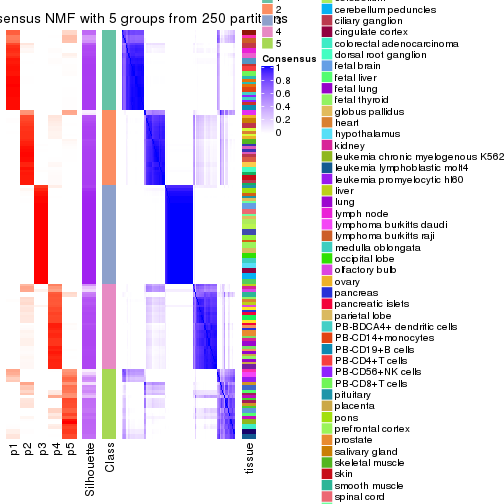 sensus NMF with 5 groups from 250 partitions
2
4
5
Consensus
1
0.8
0.6
0.4
0.2
0
p1
p2
p3
p4
p5
Silhouette
Class
tissue
cerebellum peduncles
ciliary ganglion
cingulate cortex
colorectal adenocarcinoma
dorsal root ganglion
fetal brain
fetal liver
fetal lung
fetal thyroid
globus pallidus
heart
hypothalamus
kidney
leukemia chronic myelogenous K562
leukemia lymphoblastic molt4
leukemia promyelocytic hl60
liver
lung
lymph node
lymphoma burkitts daudi
lymphoma burkitts raji
medulla oblongata
occipital lobe
olfactory bulb
ovary
pancreas
pancreatic islets
parietal lobe
PB-BDCA4+ dendritic cells
PB-CD14+monocytes
PB-CD19+B cells
PB-CD4+T cells
PB-CD56+NK cells
PB-CD8+T cells
pituitary
placenta
pons
prefrontal cortex
prostate
salivary gland
skeletal muscle
skin
smooth muscle
spinal cord